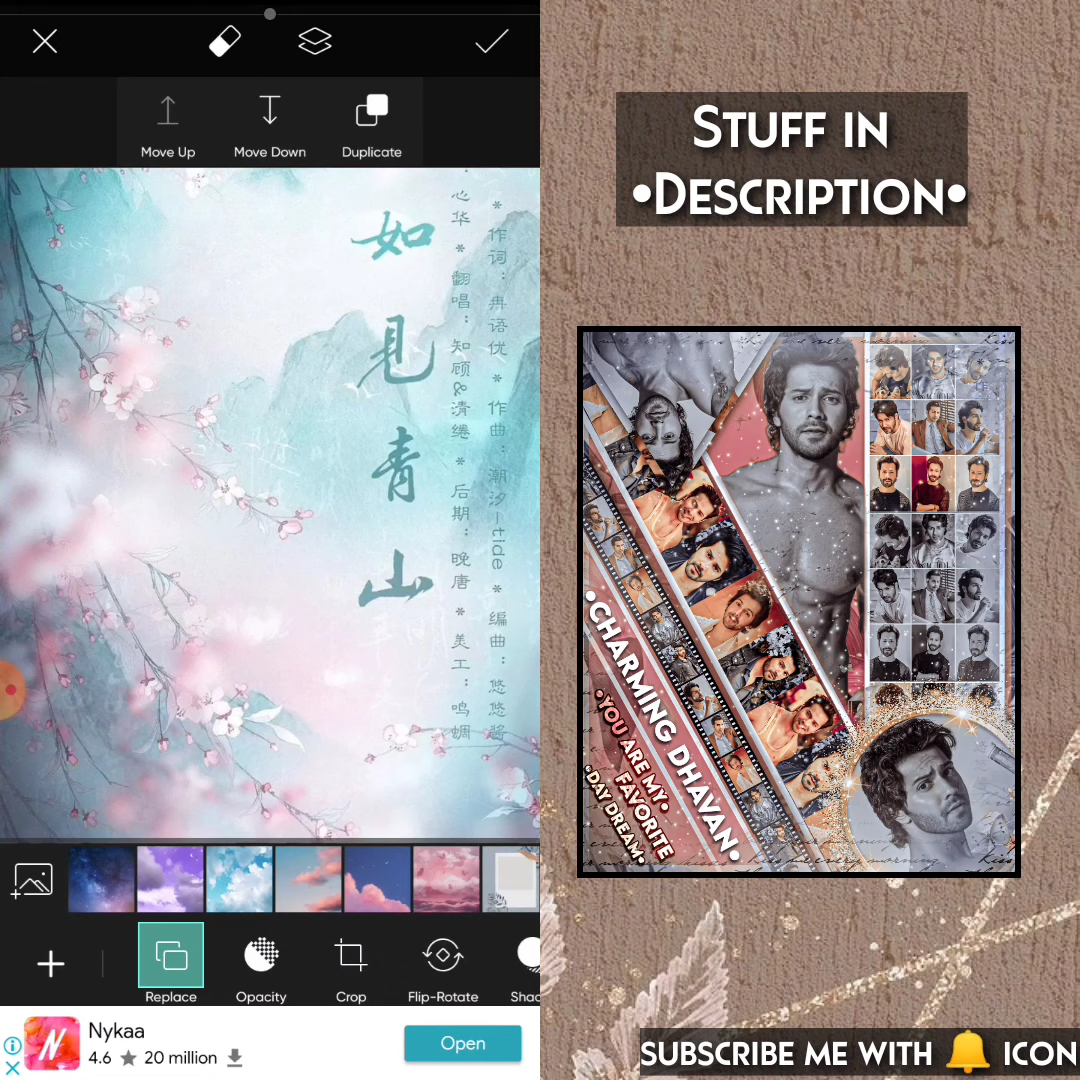 Move Up
Move Down
Duplicate
如见青山
* 作词：冉语优 * 作曲：潮汐-tide * 编曲：悠悠酱
心华 * 翻唱：知顾&清绻 * 后期：晚唐 * 美工：鸣蜩
Replace
Opacity
Crop
Flip-Rotate
Shad
Nykaa
4.6 ★ 20 million
Open
STUFF IN
•DESCRIPTION•
•CHARMING DHAVAN•
•YOU ARE MY•
FAVORITE
•DAY DREAM•
SUBSCRIBE ME WITH 🔔 ICON